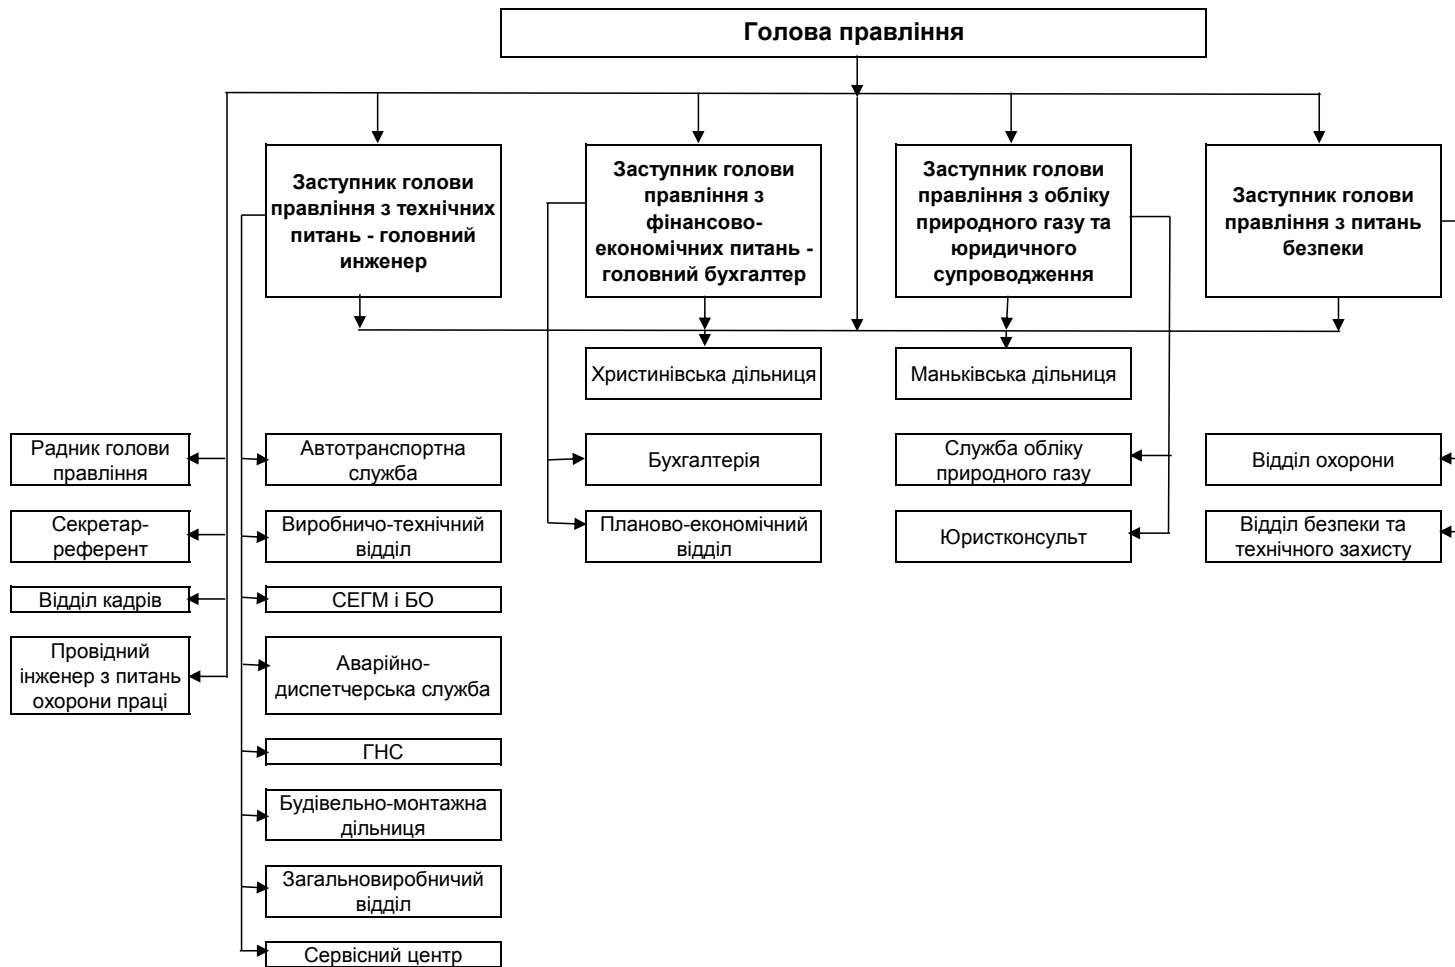 Голова правління
Заступник голови
правління з технічних
питань - головний
инженер
Заступник голови
правління з
фінансово-
економічних питань -
головний бухгалтер
Заступник голови
правління з обліку
природного газу та
юридичного
супроводження
Заступник голови
правління з питань
безпеки
Христинівська дільниця
Маньківська дільниця
Радник голови
правління
Автотранспортна
служба
Бухгалтерія
Служба обліку
природного газу
Відділ охорони
Секретар-
референт
Виробничо-технічний
відділ
Планово-економічний
відділ
Юристконсульт
Відділ безпеки та
технічного захисту
Відділ кадрів
СЕГМ і БО
Провідний
інженер з питань
охорони праці
Аварійно-
диспетчерська служба
ГНС
Будівельно-монтажна
дільниця
Загальновиробничий
відділ
Сервісний центр